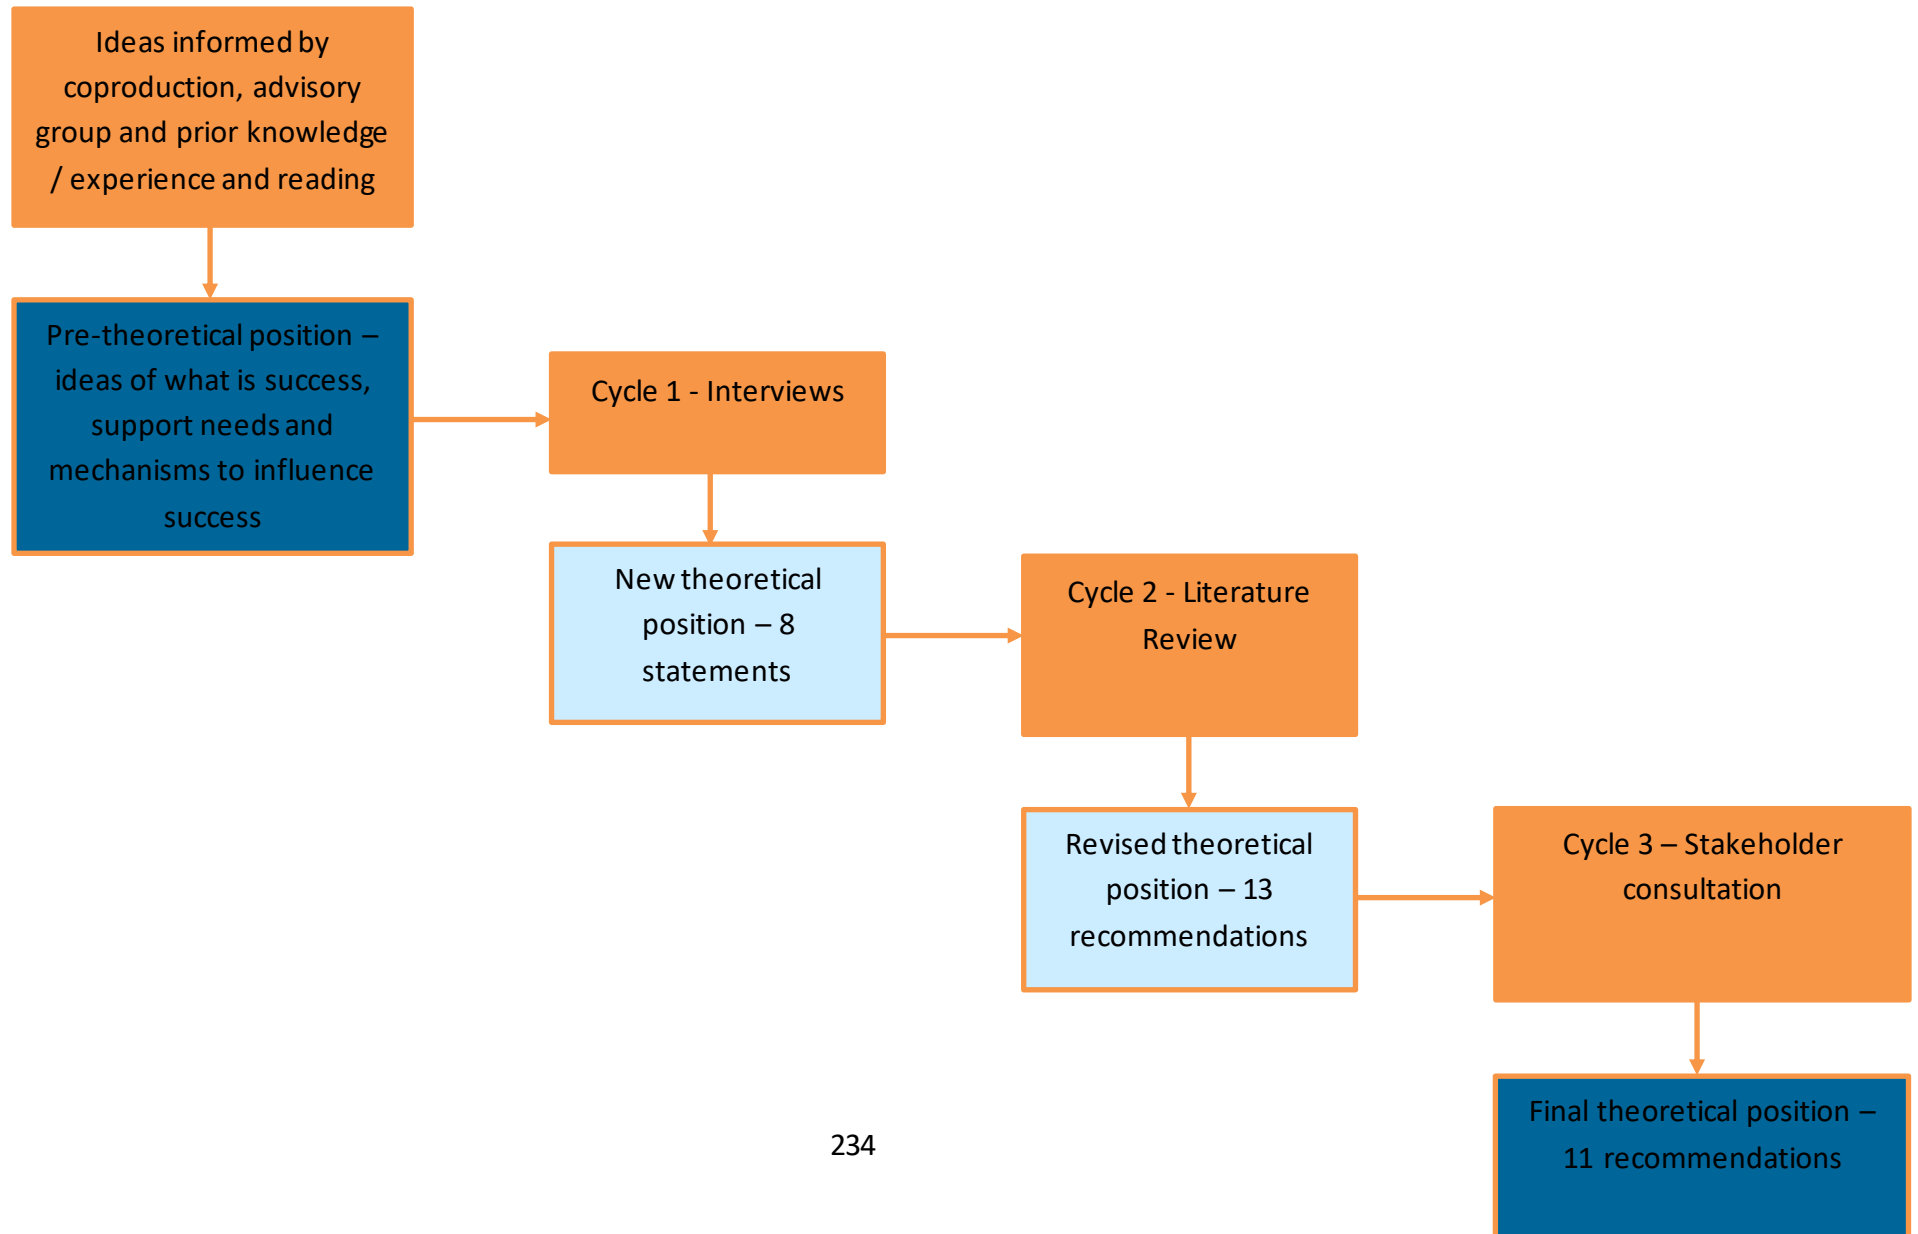 Ideas informed by
coproduction, advisory
group and prior knowledge
/ experience and reading
Pre-theoretical position –
ideas of what is success,
support needs and
mechanisms to influence
success
Cycle 1 - Interviews
New theoretical
position – 8
statements
Cycle 2 - Literature
Review
Revised theoretical
position – 13
recommendations
Cycle 3 – Stakeholder
consultation
Final theoretical position –
11 recommendations
234